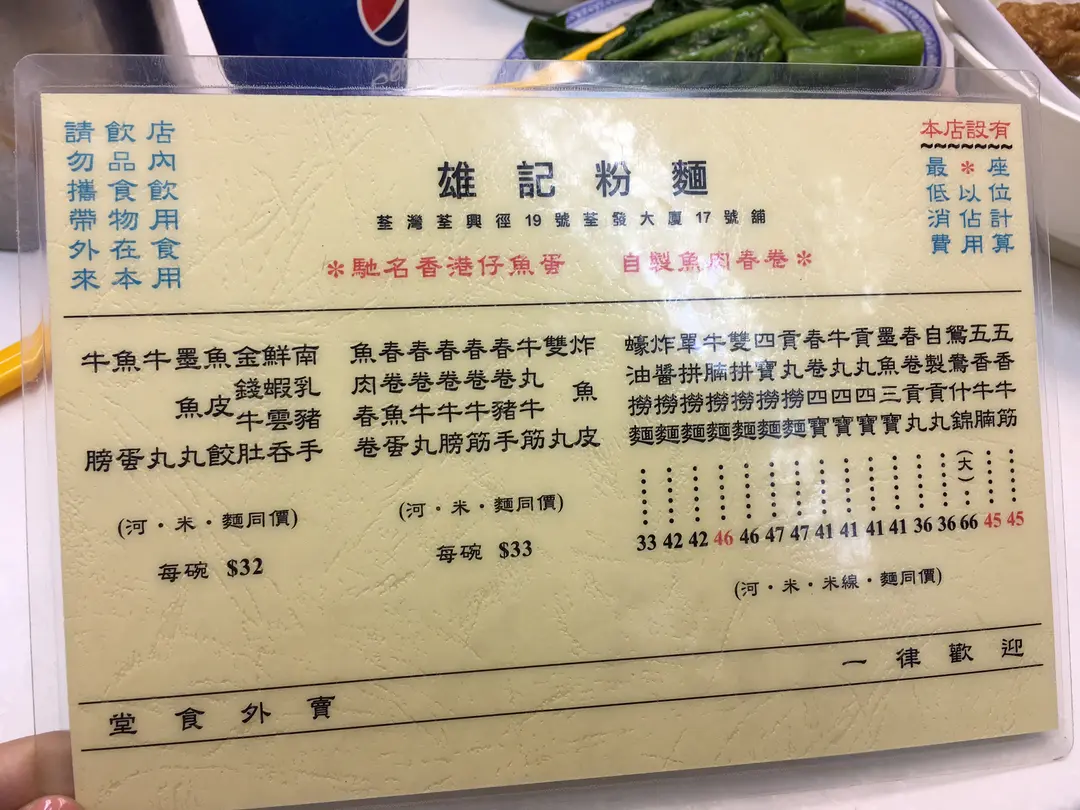 請勿攜帶外來
飲品食物在本
店內飲用食用
雄記粉麵
荃灣荃興徑19號荃發大廈17號舖
*馳名香港仔魚蛋 自製魚肉春卷*
本店設有
最低消費
*以佔用
座位計算
牛膀
魚蛋
牛丸
墨魚丸
魚皮餃
金錢牛肚
鮮蝦雲吞
南乳豬手
(河・米・麵同價)
每碗 $32
魚肉春卷
春卷魚蛋
春卷牛丸
春卷牛膀
春卷牛筋
春卷豬手
牛丸牛筋
雙丸
炸魚皮
(河・米・麵同價)
每碗 $33
蠔油撈麵……33
炸醬撈麵……42
單拼撈麵……42
牛腩撈麵……46
雙拼撈麵……46
四寶撈麵……47
貢丸撈麵……47
春卷四寶……41
牛丸四寶……41
貢丸四寶……41
墨魚三寶……41
春卷貢丸……36
自製貢丸……36
鴛鴦什錦(大)…66
五香牛腩……45
五香牛筋……45
(河・米・米線・麵同價)
堂食外賣 一律歡迎